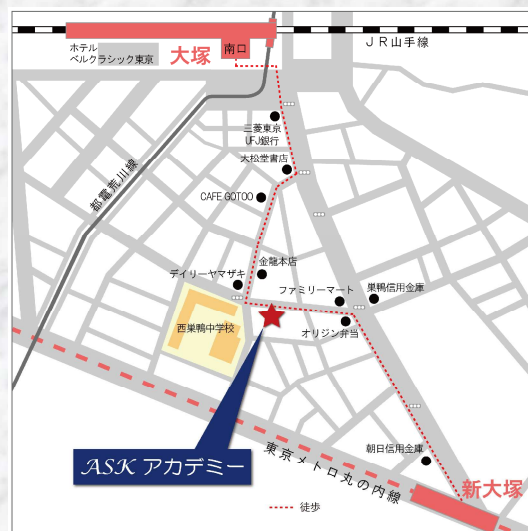 JR山手線
ホテル
ベルクラシック東京
大塚
南口
三菱東京
UFJ銀行
大松堂書店
都電荒川線
CAFE GOTOO
金龍本店
デイリーヤマザキ
ファミリーマート
巣鴨信用金庫
西巣鴨中学校
オリジン弁当
ASK アカデミー
東京メトロ丸の内線
朝日信用金庫
新大塚
徒歩